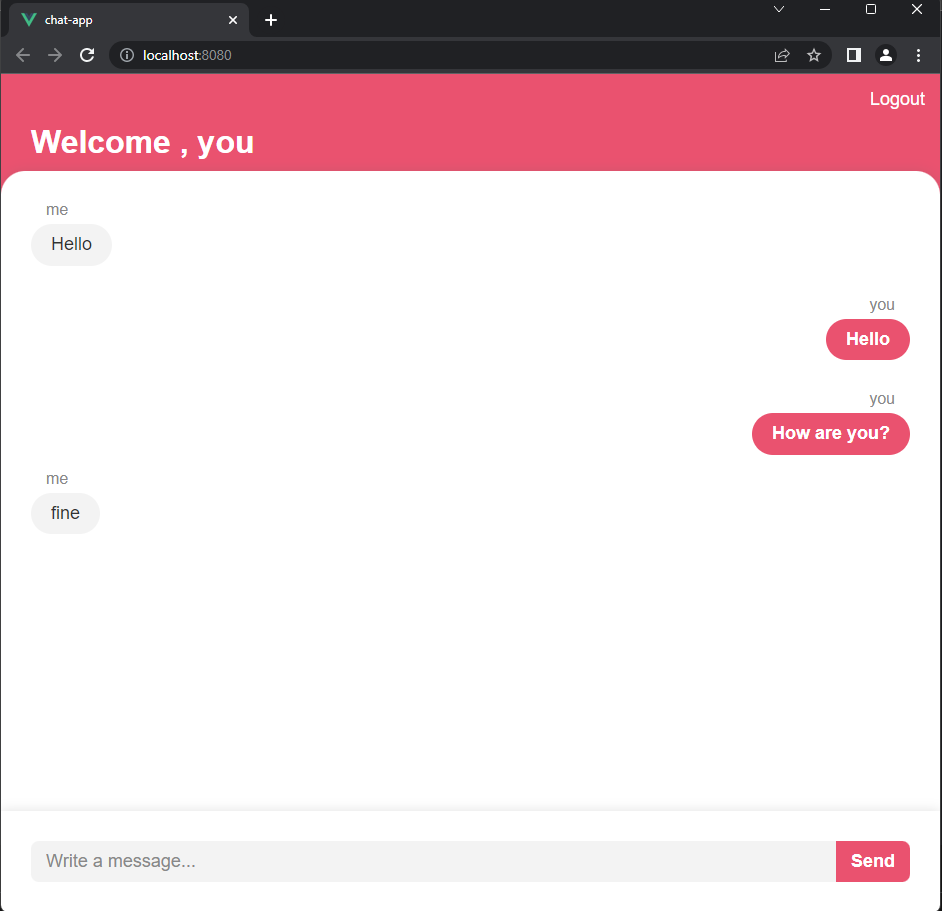 chat-app
localhost:8080
Logout
Welcome , you
me
Hello
you
Hello
you
How are you?
me
fine
Write a message...
Send